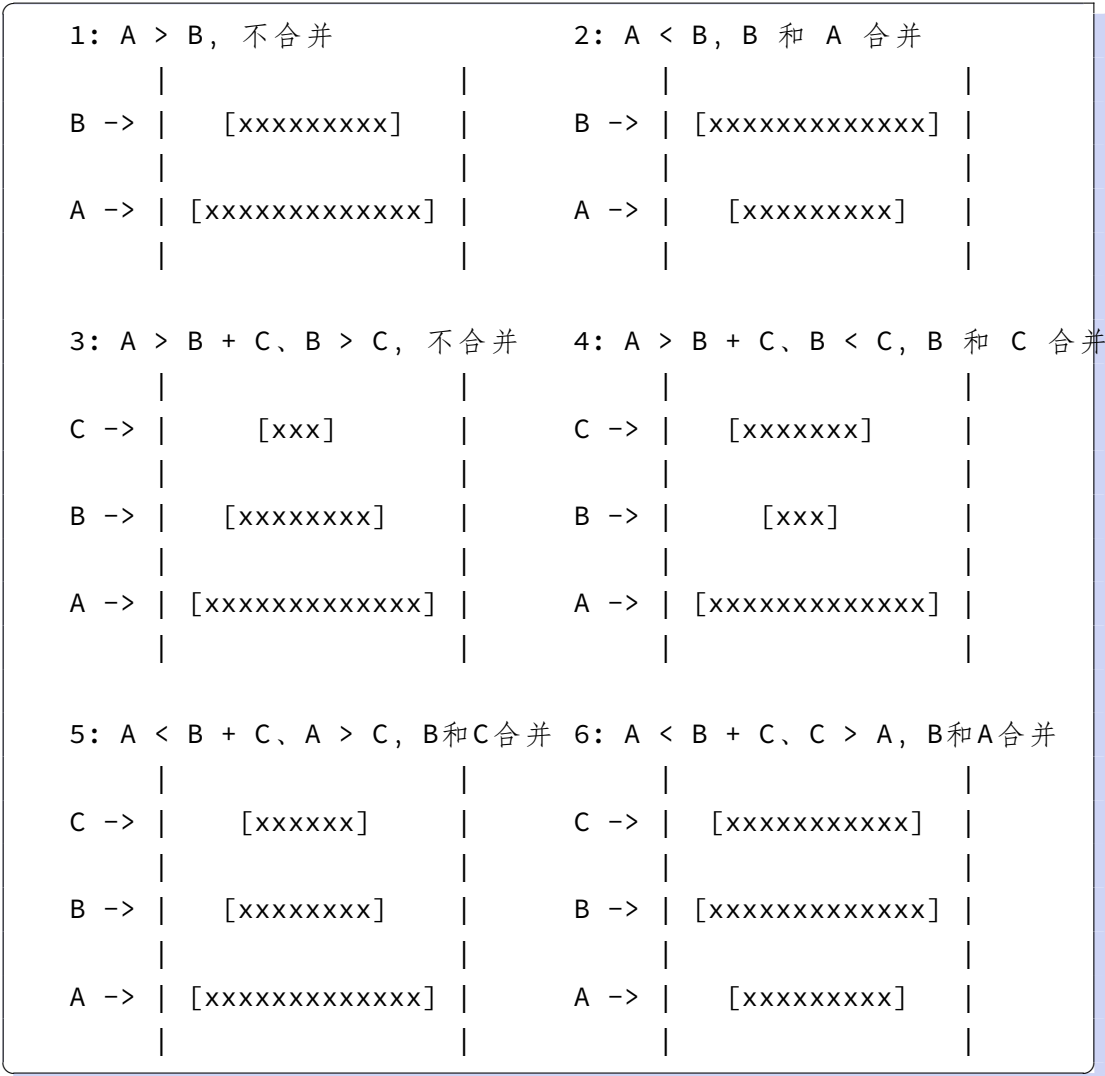 1: A > B, 不合并    2: A < B, B 和 A 合并
|                 |           |                 |
B -> |   [xxxxxxxxx]   |    B -> | [xxxxxxxxxxxxx] |
|                 |           |                 |
A -> | [xxxxxxxxxxxxx] |    A -> |   [xxxxxxxxx]   |
|                 |           |                 |
3: A > B + C、B > C, 不合并    4: A > B + C、B < C, B 和 C 合并
|                 |           |                 |
C -> |     [xxx]       |    C -> |   [xxxxxxx]     |
|                 |           |                 |
B -> |   [xxxxxxxx]    |    B -> |     [xxx]       |
|                 |           |                 |
A -> | [xxxxxxxxxxxxx] |    A -> | [xxxxxxxxxxxxx] |
|                 |           |                 |
5: A < B + C、A > C, B和C合并    6: A < B + C、C > A, B和A合并
|                 |           |                 |
C -> |    [xxxxxx]     |    C -> |  [xxxxxxxxxxx]  |
|                 |           |                 |
B -> |   [xxxxxxxx]    |    B -> | [xxxxxxxxxxxxx] |
|                 |           |                 |
A -> | [xxxxxxxxxxxxx] |    A -> |   [xxxxxxxxx]   |
|                 |           |                 |